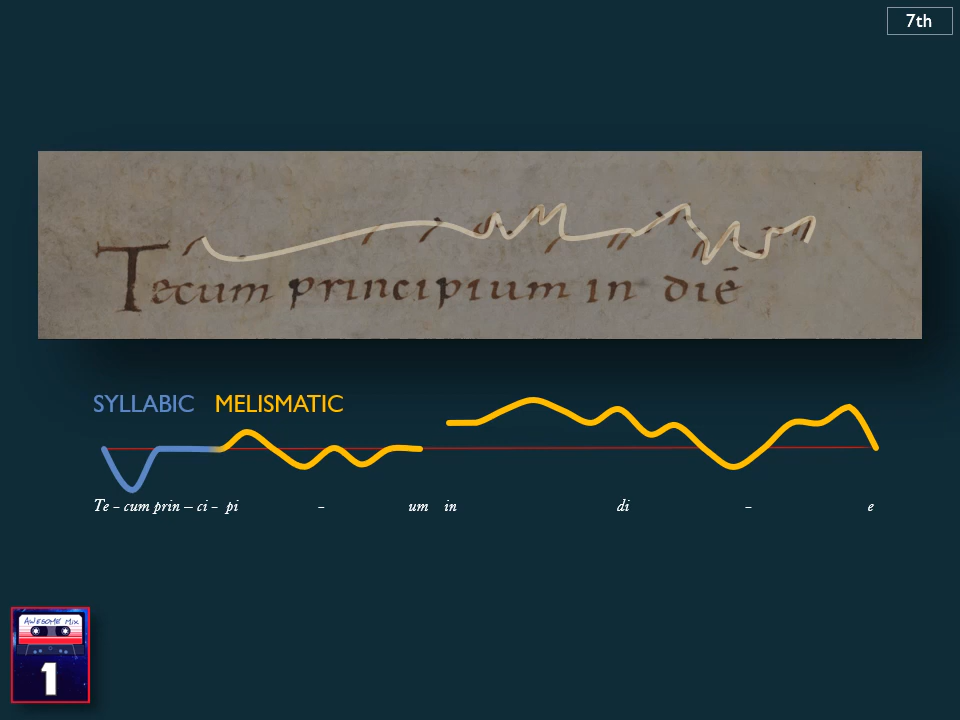 7th
Tecum principium in diē
SYLLABIC MELISMATIC
Te – cum prin – ci – pi – um in di – e
AWESOME MIX
1